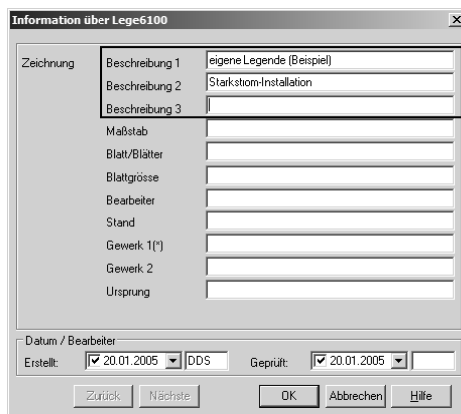 Information über Lege6100
Zeichnung
Beschreibung 1 eigene Legende (Beispiel)
Beschreibung 2 Starkstiom-Installation
Beschreibung 3
Maßstab
Blatt/Blätter
Blattgrösse
Bearbeiter
Stand
Gewerk 1(*)
Gewerk 2
Ursprung
Datum / Bearbeiter
Erstellt: 20.01.2005 DDS Geprüft: 20.01.2005
Zurück Nächste OK Abbrechen Hilfe